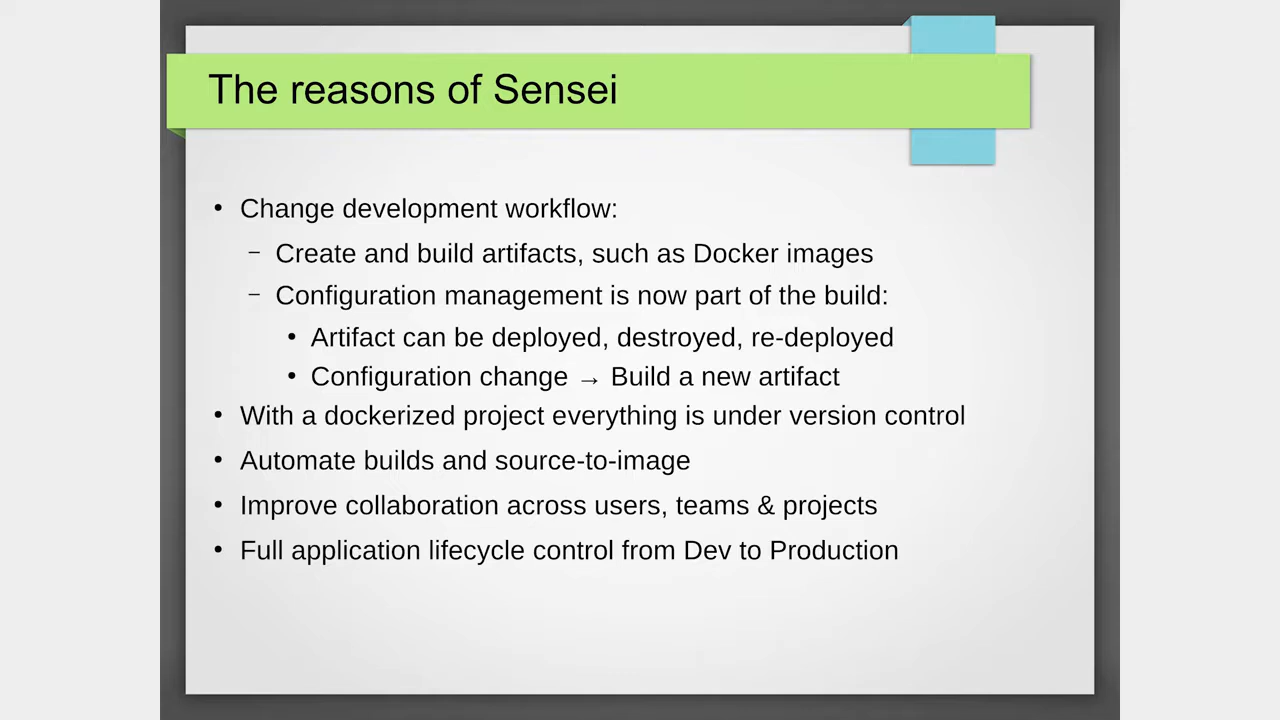 The reasons of Sensei
• Change development workflow:
– Create and build artifacts, such as Docker images
– Configuration management is now part of the build:
• Artifact can be deployed, destroyed, re-deployed
• Configuration change → Build a new artifact
• With a dockerized project everything is under version control
• Automate builds and source-to-image
• Improve collaboration across users, teams & projects
• Full application lifecycle control from Dev to Production